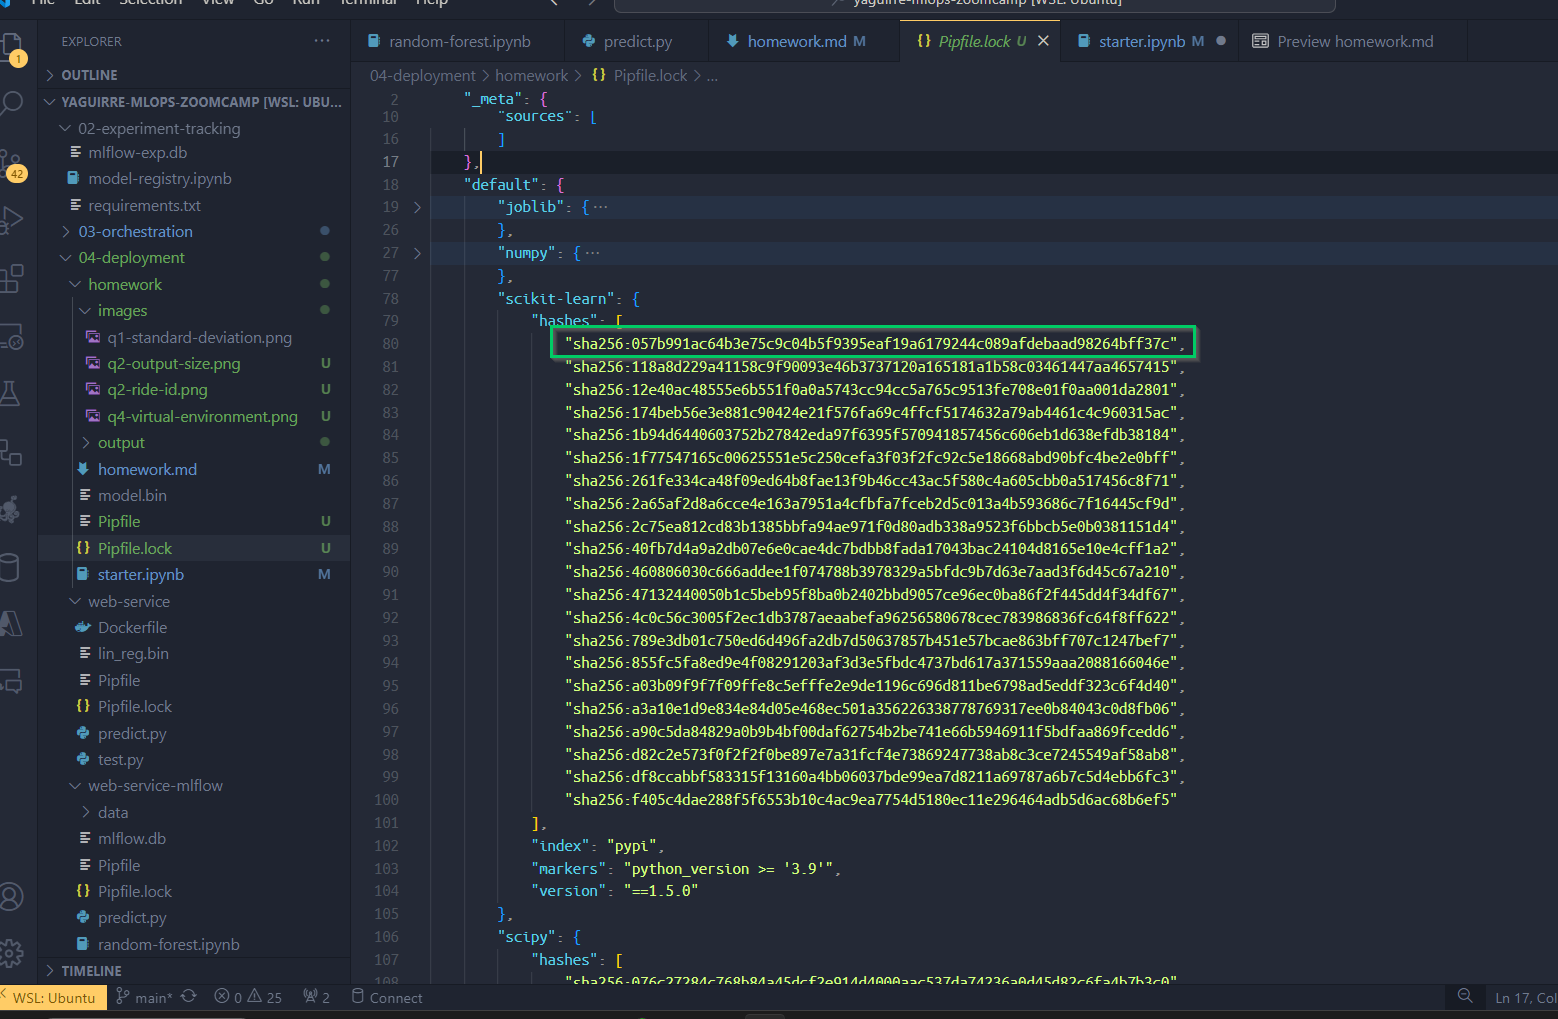 File Edit Selection View Go Run Terminal Help
yaguirre-mlops-zoomcamp [WSL: Ubuntu]
EXPLORER ···
random-forest.ipynb
predict.py
homework.md M
Pipfile.lock U
starter.ipynb M
Preview homework.md
04-deployment > homework > {} Pipfile.lock > ...
1
42
OUTLINE
YAGUIRRE-MLOPS-ZOOMCAMP [WSL: UBU...
02-experiment-tracking
mlflow-exp.db
model-registry.ipynb
requirements.txt
03-orchestration
04-deployment
homework
images
q1-standard-deviation.png
q2-output-size.png U
q2-ride-id.png U
q4-virtual-environment.png U
output
homework.md M
model.bin
Pipfile U
{} Pipfile.lock U
starter.ipynb M
web-service
Dockerfile
lin_reg.bin
Pipfile
{} Pipfile.lock
predict.py
test.py
web-service-mlflow
data
mlflow.db
Pipfile
{} Pipfile.lock
predict.py
random-forest.ipynb
TIMELINE
2 "_meta": {
10 "sources": [
16 ]
17 },
18 "default": {
19 "joblib": { ···
26 },
27 "numpy": { ···
77 },
78 "scikit-learn": {
79 "hashes": [
80 "sha256:057b991ac64b3e75c9c04b5f9395eaf19a6179244c089afdebaad98264bff37c",
81 "sha256:118a8d229a41158c9f90093e46b3737120a165181a1b58c03461447aa4657415",
82 "sha256:12e40ac48555e6b551f0a0a5743cc94cc5a765c9513fe708e01f0aa001da2801",
83 "sha256:174beb56e3e881c90424e21f576fa69c4ffcf5174632a79ab4461c4c960315ac",
84 "sha256:1b94d6440603752b27842eda97f6395f570941857456c606eb1d638efdb38184",
85 "sha256:1f77547165c00625551e5c250cefa3f03f2fc92c5e18668abd90bfc4be2e0bff",
86 "sha256:261fe334ca48f09ed64b8fae13f9b46cc43ac5f580c4a605cbb0a517456c8f71",
87 "sha256:2a65af2d8a6cce4e163a7951a4cfbfa7fceb2d5c013a4b593686c7f16445cf9d",
88 "sha256:2c75ea812cd83b1385bbfa94ae971f0d80adb338a9523f6bbcb5e0b0381151d4",
89 "sha256:40fb7d4a9a2db07e6e0cae4dc7bdbb8fada17043bac24104d8165e10e4cff1a2",
90 "sha256:460806030c666addee1f074788b3978329a5bfdc9b7d63e7aad3f6d45c67a210",
91 "sha256:47132440050b1c5beb95f8ba0b2402bbd9057ce96ec0ba86f2f445dd4f34df67",
92 "sha256:4c0c56c3005f2ec1db3787aeaabefa96256580678cec783986836fc64f8ff622",
93 "sha256:789e3db01c750ed6d496fa2db7d50637857b451e57bcae863bff707c1247bef7",
94 "sha256:855fc5fa8ed9e4f08291203af3d3e5fbdc4737bd617a371559aaa2088166046e",
95 "sha256:a03b09f9f7f09ffe8c5efffe2e9de1196c696d811be6798ad5eddf323c6f4d40",
96 "sha256:a3a10e1d9e834e84d05e468ec501a356226338778769317ee0b84043c0d8fb06",
97 "sha256:a90c5da84829a0b9b4bf00daf62754b2be741e66b5946911f5bdfaa869fcedd6",
98 "sha256:d82c2e573f0f2f2f0be897e7a31fcf4e73869247738ab8c3ce7245549af58ab8",
99 "sha256:df8ccabbf583315f13160a4bb06037bde99ea7d8211a69787a6b7c5d4ebb6fc3",
100 "sha256:f405c4dae288f5f6553b10c4ac9ea7754d5180ec11e296464adb5d6ac68b6ef5"
101 ],
102 "index": "pypi",
103 "markers": "python_version >= '3.9'",
104 "version": "==1.5.0"
105 },
106 "scipy": {
107 "hashes": [
108 "sha256:076c27284c768b84a45dcf2e914d4000aac537da74236a0d45d82c6fa4b7b3c0"
WSL: Ubuntu main* 0 25 2 Connect Ln 17, Col